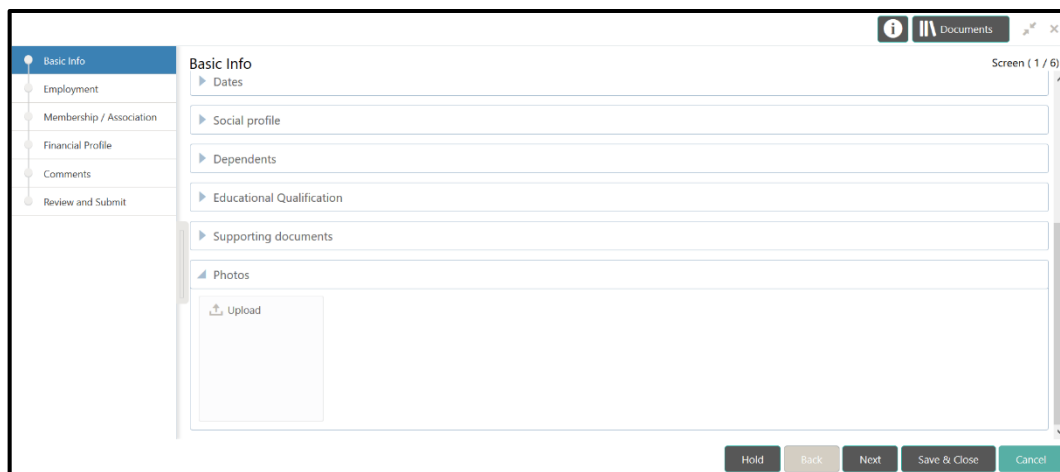 Documents
Basic Info
Employment
Membership / Association
Financial Profile
Comments
Review and Submit
Basic Info
Screen ( 1 / 6)
Dates
Social profile
Dependents
Educational Qualification
Supporting documents
Photos
Upload
Hold
Back
Next
Save & Close
Cancel